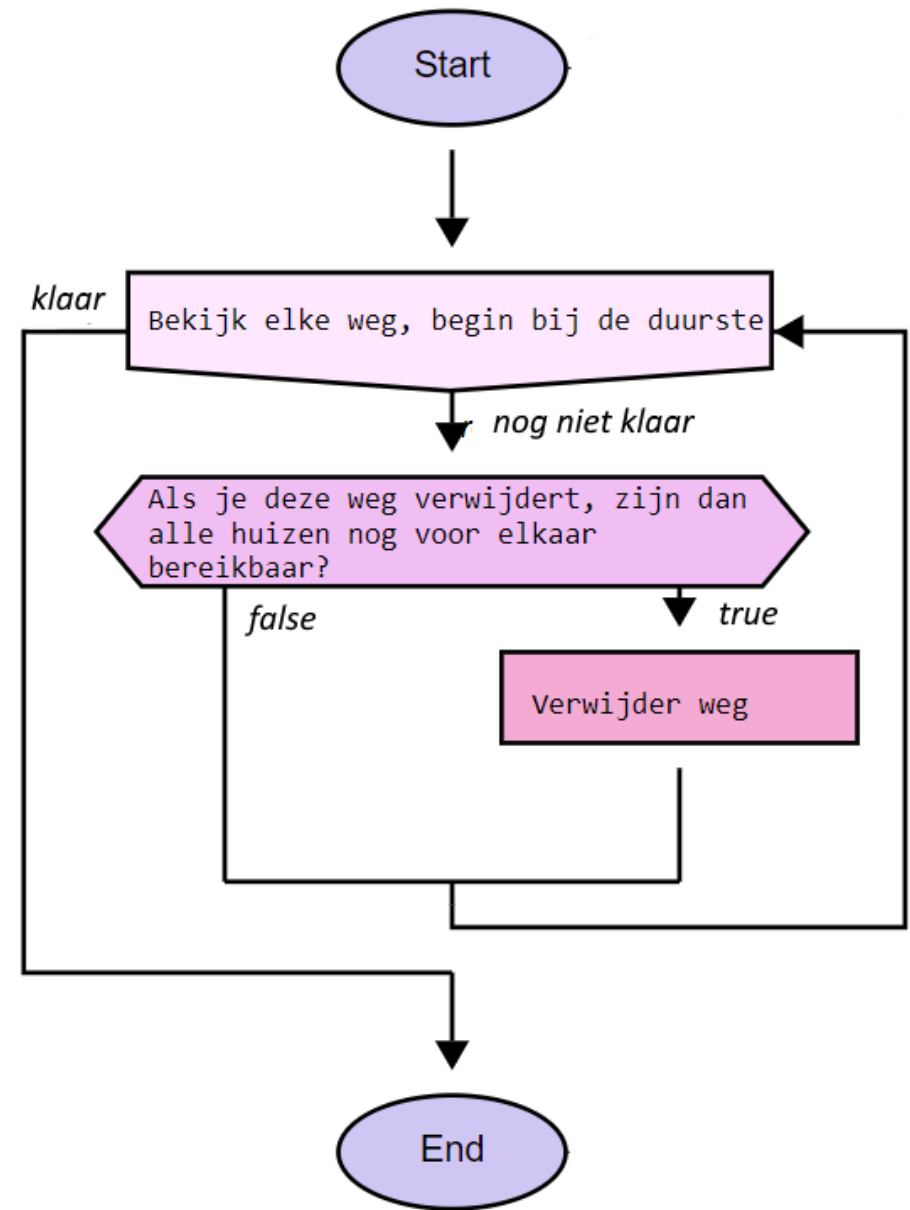 Start
klaar
Bekijk elke weg, begin bij de duurste
nog niet klaar
Als je deze weg verwijdert, zijn dan
alle huizen nog voor elkaar
bereikbaar?
false
true
Verwijder weg
End